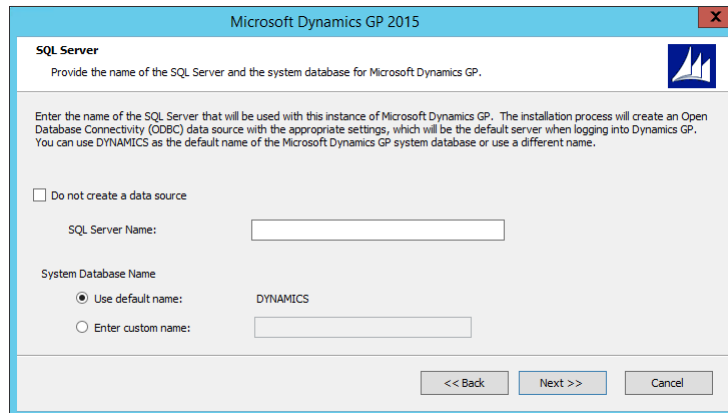 Microsoft Dynamics GP 2015
X
SQL Server
Provide the name of the SQL Server and the system database for Microsoft Dynamics GP.
Enter the name of the SQL Server that will be used with this instance of Microsoft Dynamics GP. The installation process will create an Open
Database Connectivity (ODBC) data source with the appropriate settings, which will be the default server when logging into Dynamics GP.
You can use DYNAMICS as the default name of the Microsoft Dynamics GP system database or use a different name.
Do not create a data source
SQL Server Name:
System Database Name
Use default name: DYNAMICS
Enter custom name:
<< Back Next >> Cancel